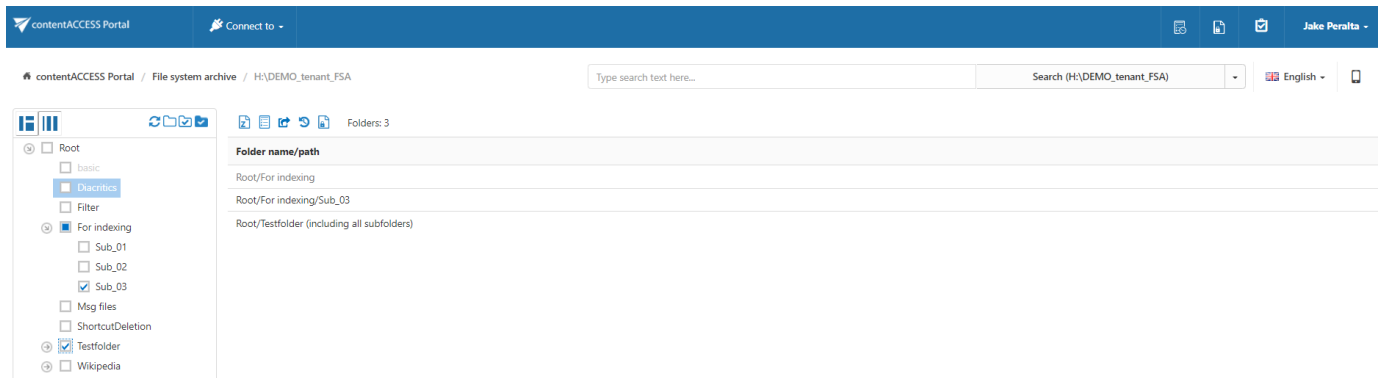 contentACCESS Portal
Connect to
Jake Peralta
contentACCESS Portal / File system archive / H:\DEMO_tenant_FSA
Type search text here...
Search (H:\DEMO_tenant_FSA)
English
Folders: 3
Root
basic
Diacritics
Filter
For indexing
Sub_01
Sub_02
Sub_03
Msg files
ShortcutDeletion
Testfolder
Wikipedia
Folder name/path
Root/For indexing
Root/For indexing/Sub_03
Root/Testfolder (including all subfolders)